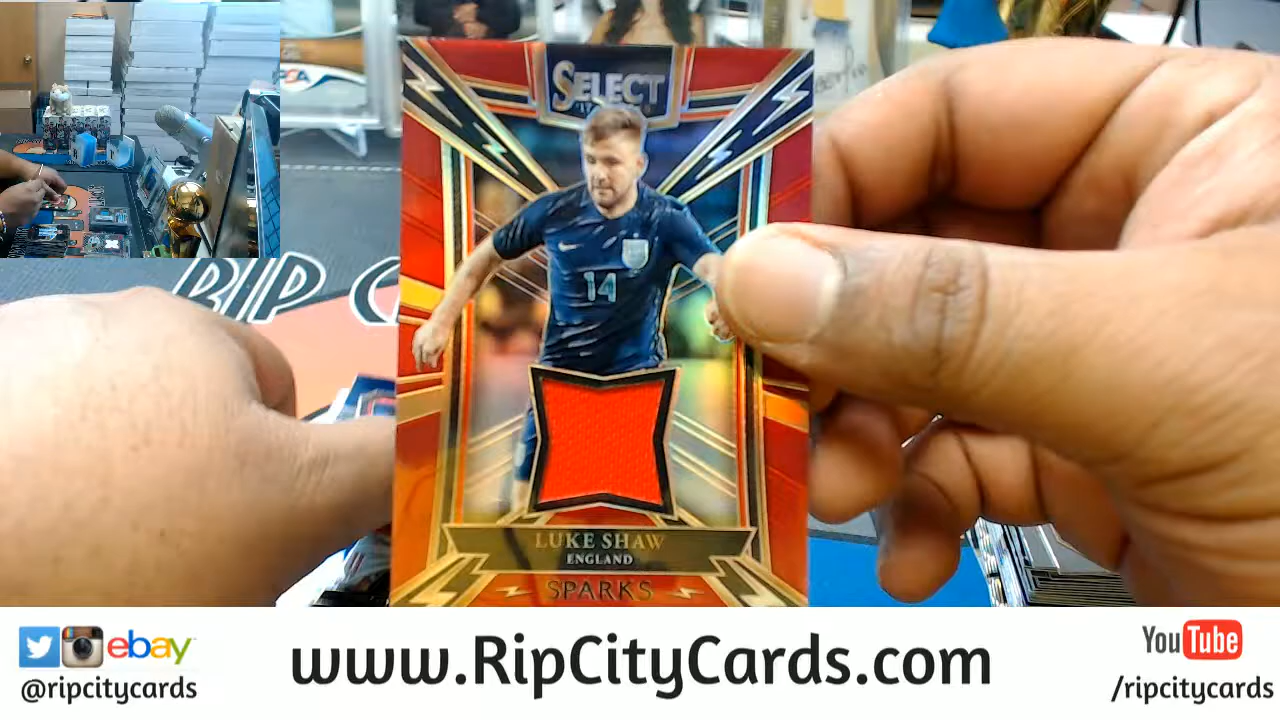 SELECT
14
LUKE SHAW
ENGLAND
SPARKS
RIP C
ebay
@ripcitycards
www.RipCityCards.com
YouTube
/ripcitycards